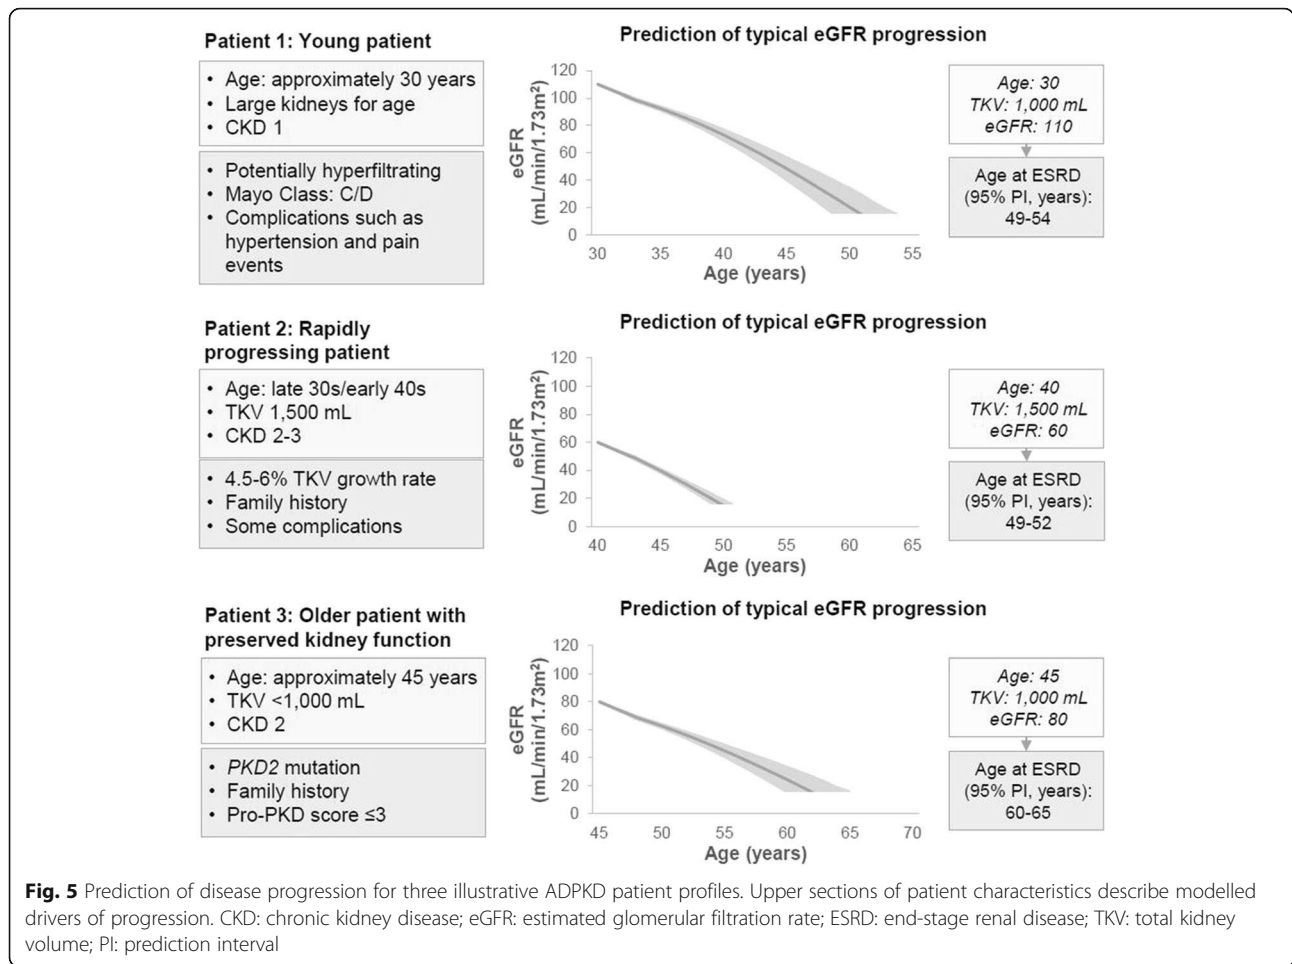 Patient 1: Young patient
• Age: approximately 30 years
• Large kidneys for age
• CKD 1
• Potentially hyperfiltrating
• Mayo Class: C/D
• Complications such as
hypertension and pain
events
Prediction of typical eGFR progression
eGFR
(mL/min/1.73m²)
120
100
80
60
40
20
0
30 35 40 45 50 55
Age (years)
Age: 30
TKV: 1,000 mL
eGFR: 110
Age at ESRD
(95% PI, years):
49-54
Patient 2: Rapidly
progressing patient
• Age: late 30s/early 40s
• TKV 1,500 mL
• CKD 2-3
• 4.5-6% TKV growth rate
• Family history
• Some complications
Prediction of typical eGFR progression
eGFR
(mL/min/1.73m²)
120
100
80
60
40
20
0
40 45 50 55 60 65
Age (years)
Age: 40
TKV: 1,500 mL
eGFR: 60
Age at ESRD
(95% PI, years):
49-52
Patient 3: Older patient with
preserved kidney function
• Age: approximately 45 years
• TKV <1,000 mL
• CKD 2
• PKD2 mutation
• Family history
• Pro-PKD score ≤3
Prediction of typical eGFR progression
eGFR
(mL/min/1.73m²)
120
100
80
60
40
20
0
45 50 55 60 65 70
Age (years)
Age: 45
TKV: 1,000 mL
eGFR: 80
Age at ESRD
(95% PI, years):
60-65
Fig. 5 Prediction of disease progression for three illustrative ADPKD patient profiles. Upper sections of patient characteristics describe modelled
drivers of progression. CKD: chronic kidney disease; eGFR: estimated glomerular filtration rate; ESRD: end-stage renal disease; TKV: total kidney
volume; PI: prediction interval